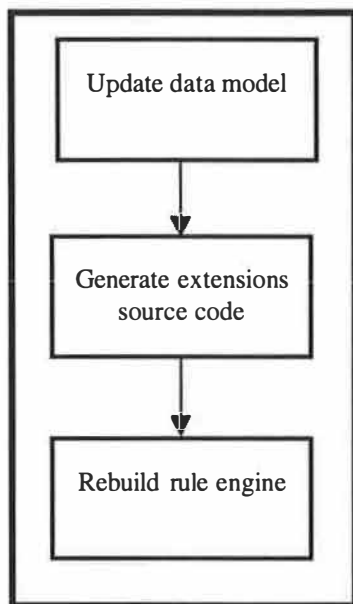 Update data model
Generate extensions
source code
Rebuild rule engine